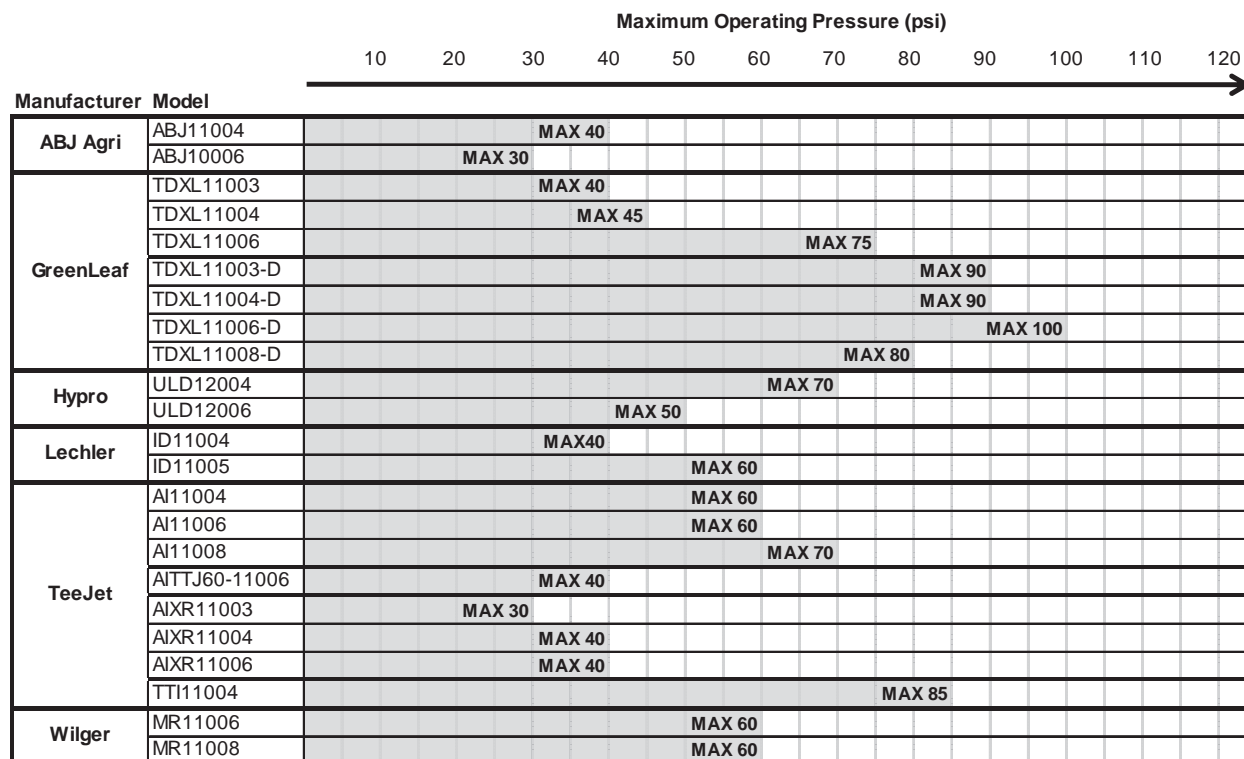 Maximum Operating Pressure (psi)
10 20 30 40 50 60 70 80 90 100 110 120
Manufacturer Model
ABJ Agri
ABJ11004 MAX 40
ABJ10006 MAX 30
GreenLeaf
TDXL11003 MAX 40
TDXL11004 MAX 45
TDXL11006 MAX 75
TDXL11003-D MAX 90
TDXL11004-D MAX 90
TDXL11006-D MAX 100
TDXL11008-D MAX 80
Hypro
ULD12004 MAX 70
ULD12006 MAX 50
Lechler
ID11004 MAX40
ID11005 MAX 60
TeeJet
AI11004 MAX 60
AI11006 MAX 60
AI11008 MAX 70
AITTJ60-11006 MAX 40
AIXR11003 MAX 30
AIXR11004 MAX 40
AIXR11006 MAX 40
TTI11004 MAX 85
Wilger
MR11006 MAX 60
MR11008 MAX 60